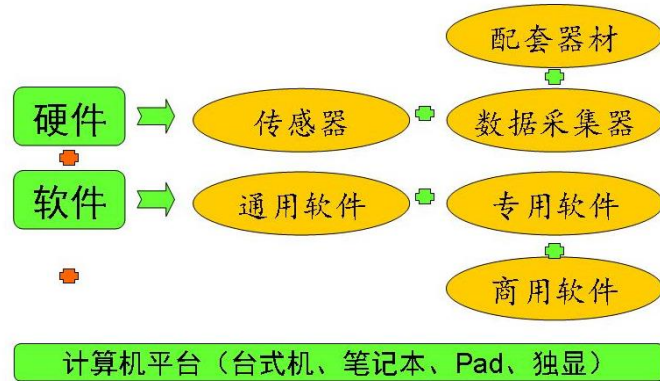 配套器材
硬件
传感器
数据采集器
软件
通用软件
专用软件
商用软件
计算机平台（台式机、笔记本、Pad、独显）